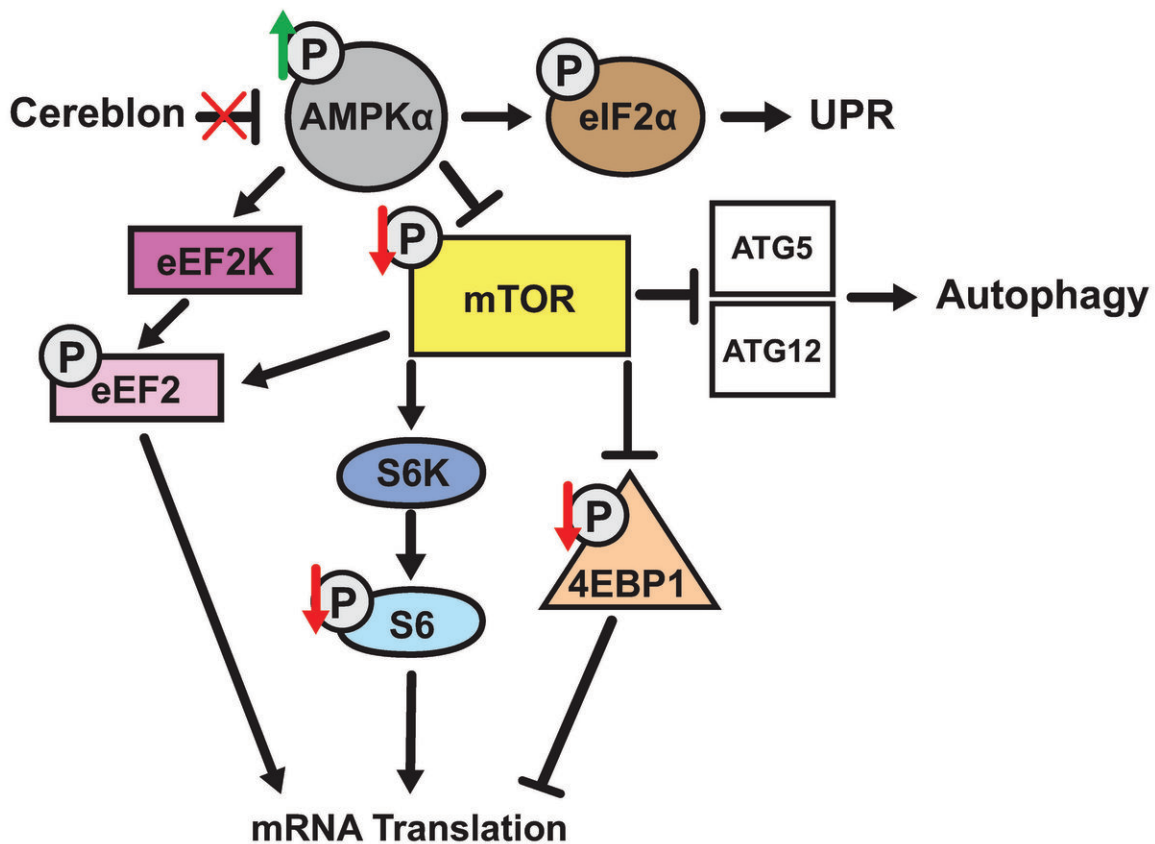 P
Cereblon
AMPKα
P
eIF2α
UPR
eEF2K
P
mTOR
ATG5
ATG12
Autophagy
P
eEF2
S6K
P
4EBP1
P
S6
mRNA Translation